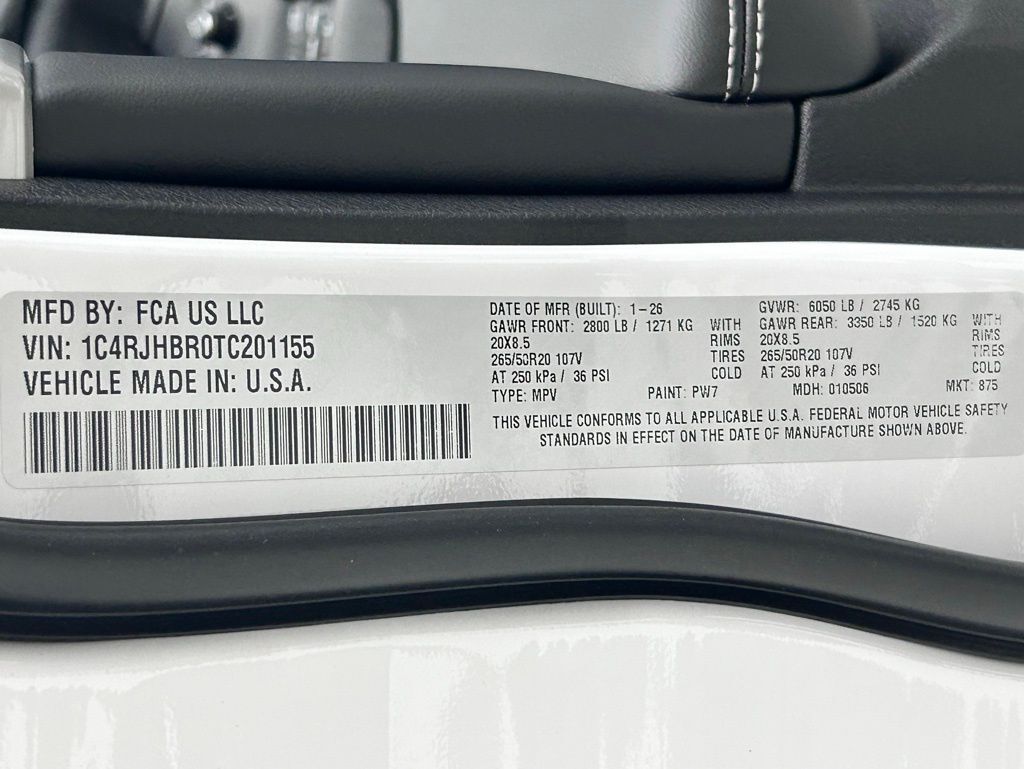 MFD BY: FCA US LLC
VIN: 1C4RJHBR0TC201155
VEHICLE MADE IN: U.S.A.
DATE OF MFR (BUILT): 1-26
GAWR FRONT: 2800 LB / 1271 KG WITH
20X8.5 RIMS
265/50R20 107V TIRES
AT 250 kPa / 36 PSI COLD
TYPE: MPV PAINT: PW7
GVWR: 6050 LB / 2745 KG
GAWR REAR: 3350 LB / 1520 KG WITH
20X8.5 RIMS
265/50R20 107V TIRES
AT 250 kPa / 36 PSI COLD
MDH: 010506 MKT: 875
THIS VEHICLE CONFORMS TO ALL APPLICABLE U.S.A. FEDERAL MOTOR VEHICLE SAFETY
STANDARDS IN EFFECT ON THE DATE OF MANUFACTURE SHOWN ABOVE.